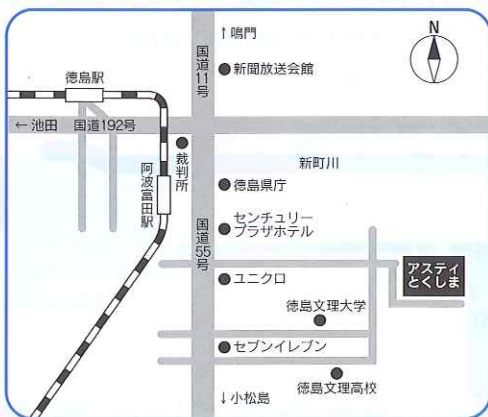 ↑鳴門
国道11号
新聞放送会館
N
徳島駅
←池田 国道192号
裁判所
新町川
阿波富田駅
徳島県庁
センチュリー
プラザホテル
国道55号
アスティ
とくしま
ユニクロ
徳島文理大学
セブンイレブン
徳島文理高校
↓小松島